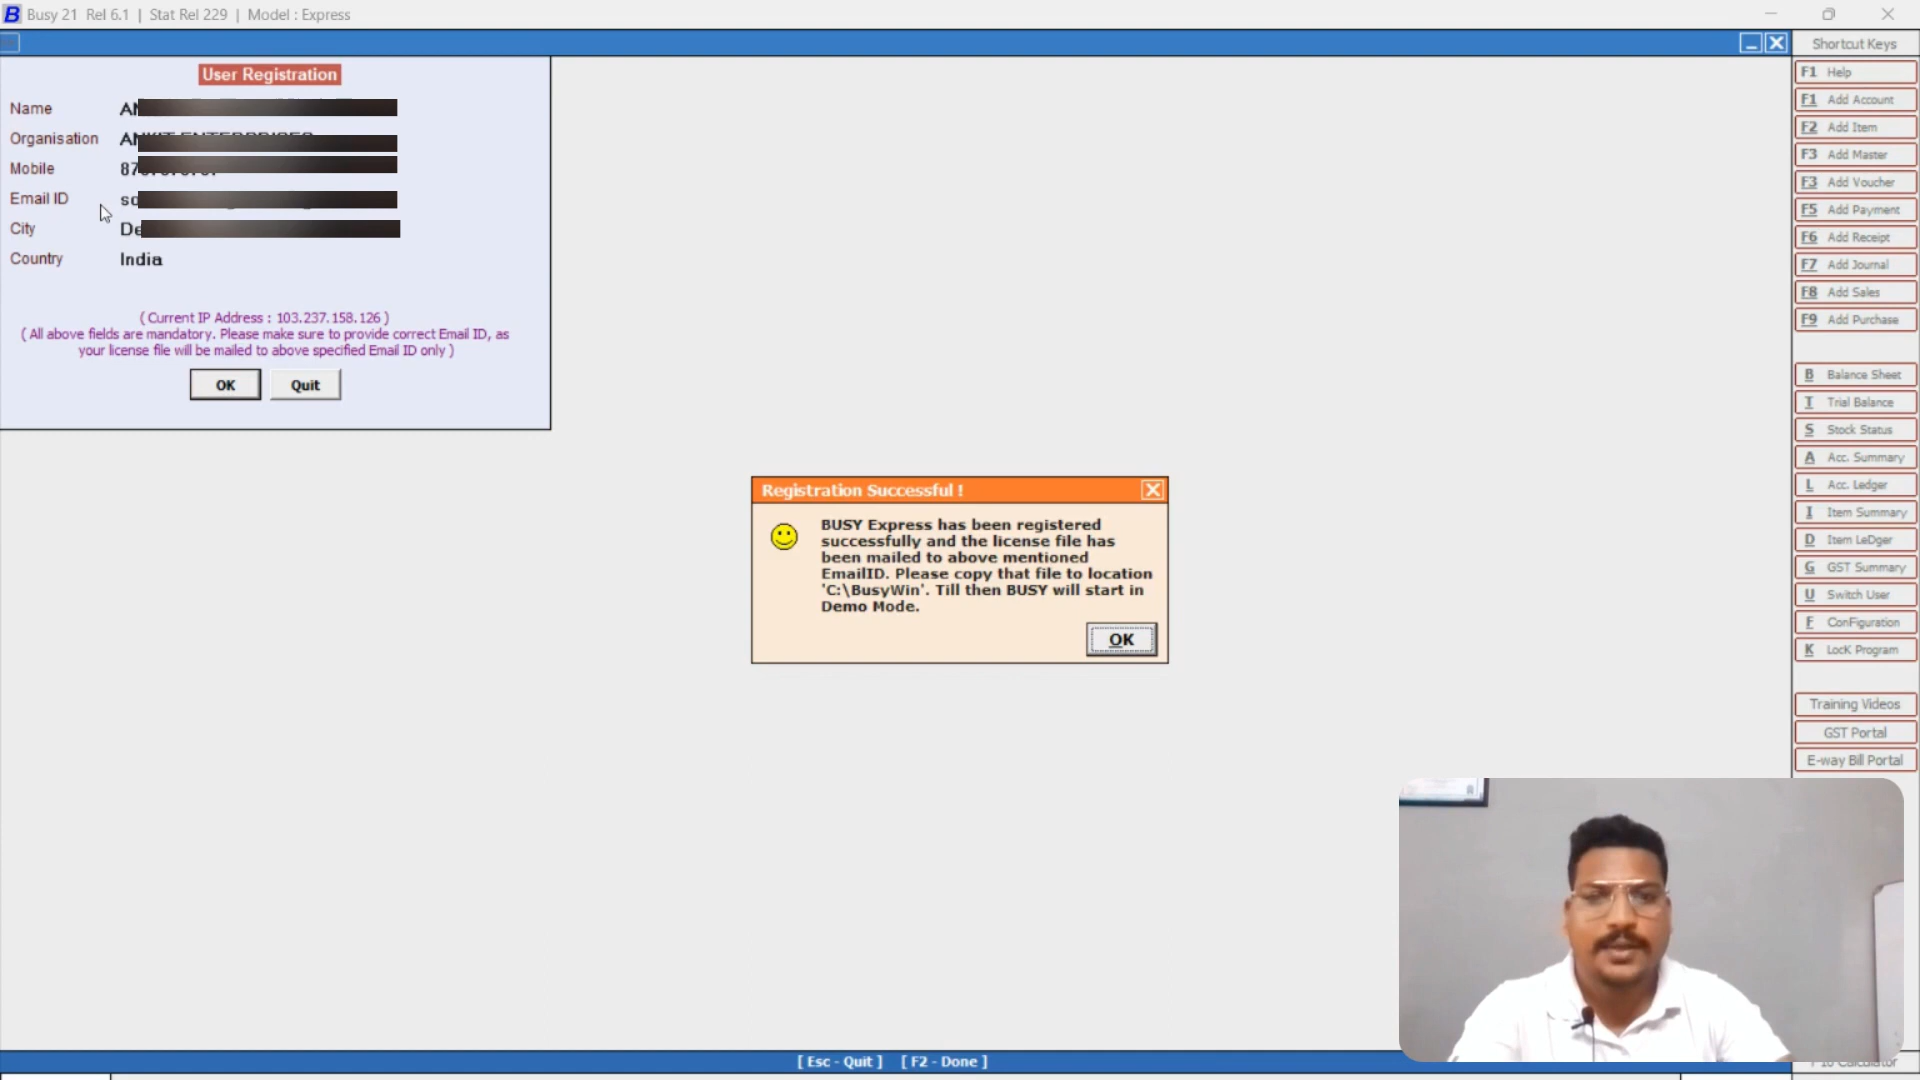 Busy 21 Rel 6.1 | Stat Rel 229 | Model : Express
Shortcut Keys
User Registration
Name
Organisation
Mobile
Email ID
City
Country India
( Current IP Address : 103.237.158.126 )
( All above fields are mandatory. Please make sure to provide correct Email ID, as
your license file will be mailed to above specified Email ID only )
OK Quit
Registration Successful !
BUSY Express has been registered
successfully and the license file has
been mailed to above mentioned
EmailID. Please copy that file to location
'C:\BusyWin'. Till then BUSY will start in
Demo Mode.
OK
F1 Help
F1 Add Account
F2 Add Item
F3 Add Master
F3 Add Voucher
F5 Add Payment
F6 Add Receipt
F7 Add Journal
F8 Add Sales
F9 Add Purchase
B Balance Sheet
T Trial Balance
S Stock Status
A Acc. Summary
L Acc. Ledger
I Item Summary
D Item LeDger
G GST Summary
U Switch User
F ConFiguration
K LocK Program
Training Videos
GST Portal
E-way Bill Portal
[ Esc - Quit ] [ F2 - Done ]